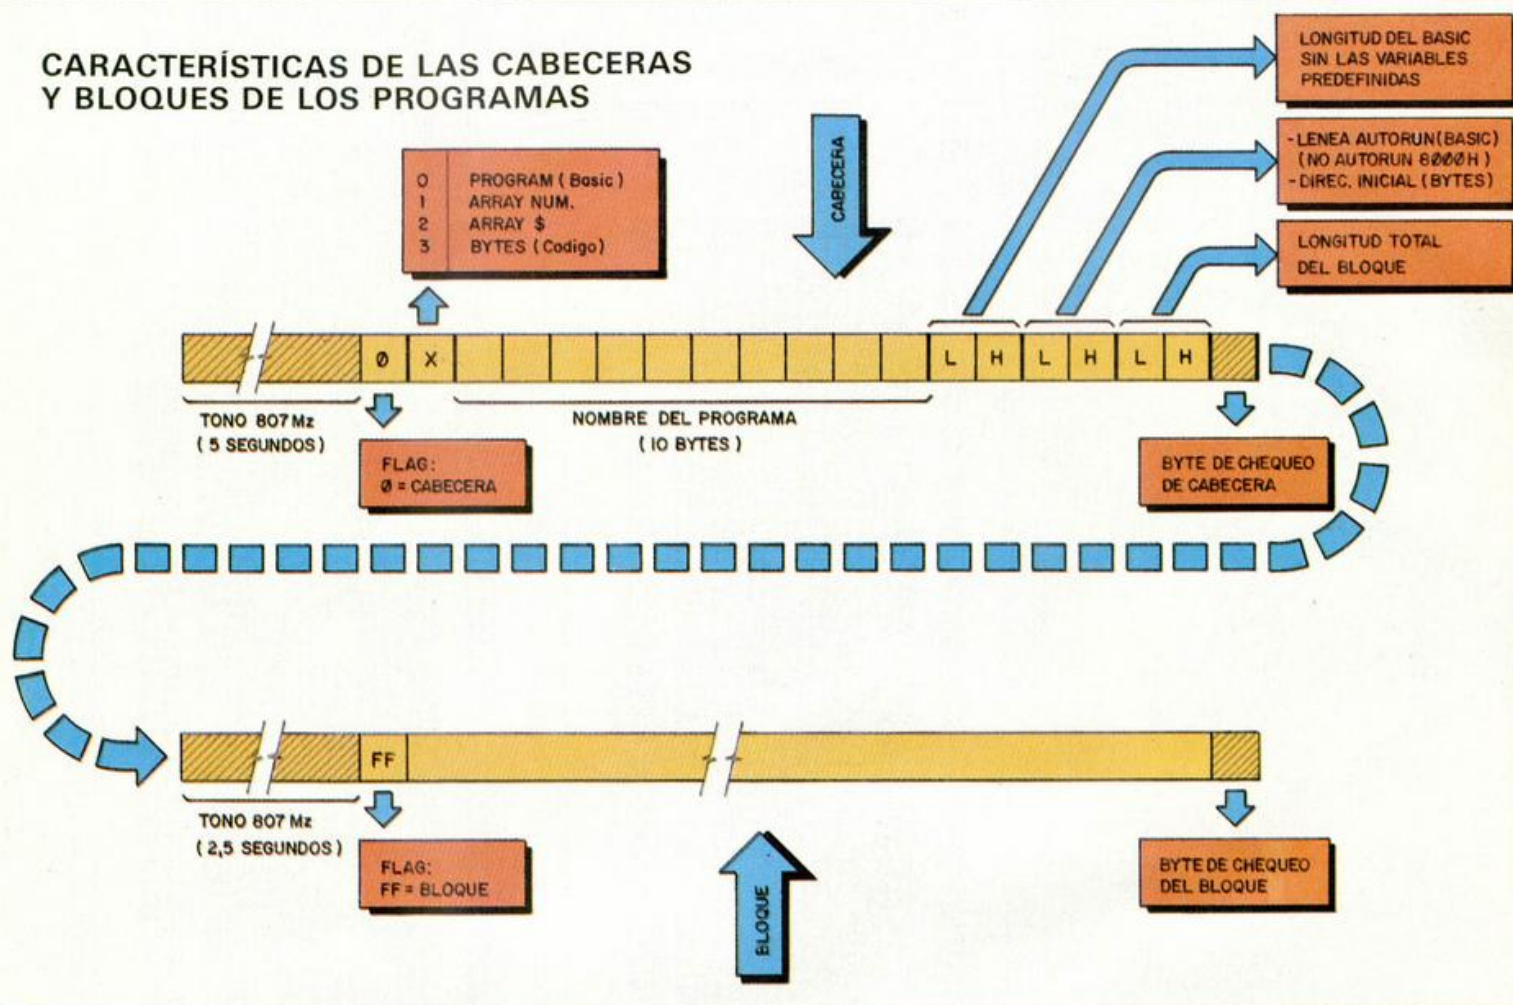 CARACTERÍSTICAS DE LAS CABECERAS
Y BLOQUES DE LOS PROGRAMAS
LONGITUD DEL BASIC
SIN LAS VARIABLES
PREDEFINIDAS
- LENEA AUTORUN(BASIC)
(NO AUTORUN 8ØØØH)
- DIREC. INICIAL (BYTES)
LONGITUD TOTAL
DEL BLOQUE
CABECERA
0 PROGRAM (Basic)
1 ARRAY NUM.
2 ARRAY $
3 BYTES (Codigo)
Ø X L H L H L H
TONO 807 Mz
(5 SEGUNDOS)
NOMBRE DEL PROGRAMA
(10 BYTES)
FLAG:
Ø = CABECERA
BYTE DE CHEQUEO
DE CABECERA
FF
TONO 807 Mz
(2,5 SEGUNDOS)
FLAG:
FF = BLOQUE
BLOQUE
BYTE DE CHEQUEO
DEL BLOQUE